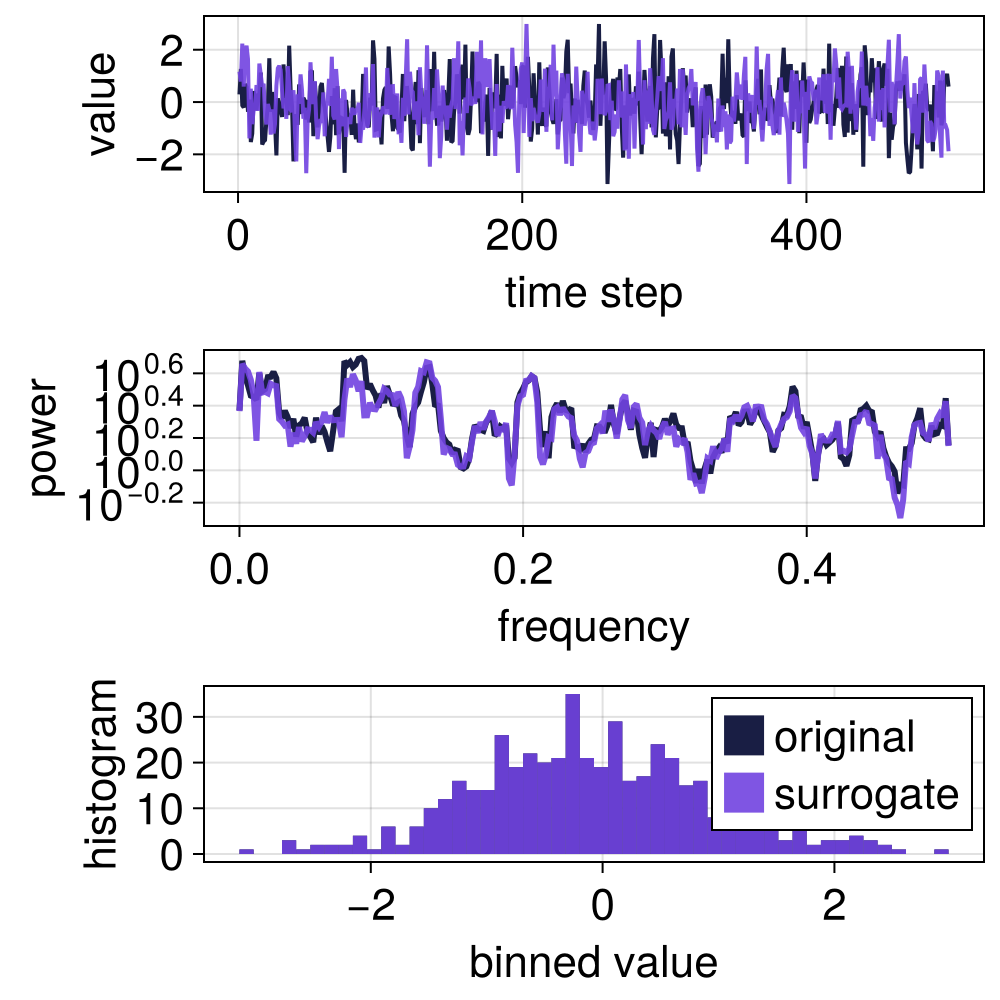 value
2
0
−2
0 200 400
time step
power
10^0.6
10^0.4
10^0.2
10^0.0
10^−0.2
0.0 0.2 0.4
frequency
histogram
30
20
10
0
original
surrogate
−2 0 2
binned value